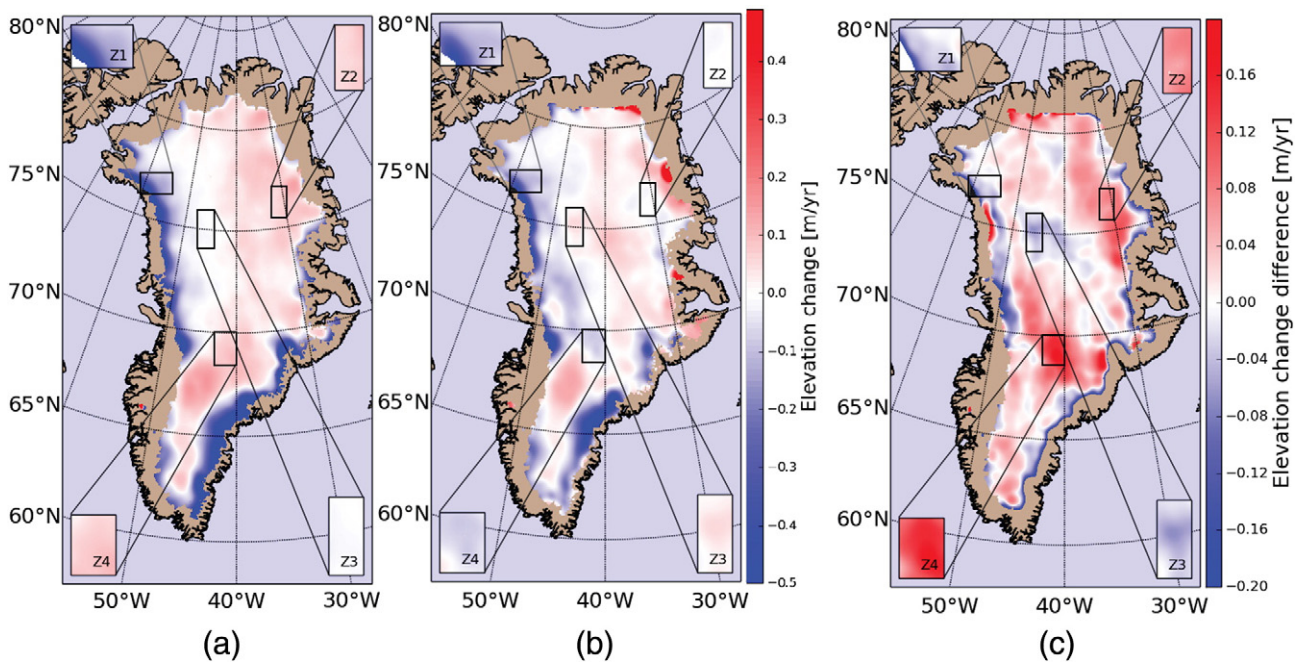 80°N
75°N
70°N
65°N
60°N
50°W
40°W
30°W
Z1
Z2
Z3
Z4
(a)
80°N
75°N
70°N
65°N
60°N
50°W
40°W
30°W
Z1
Z2
Z3
Z4
(b)
0.4
0.3
0.2
0.1
0.0
−0.1
−0.2
−0.3
−0.4
−0.5
Elevation change [m/yr]
80°N
75°N
70°N
65°N
60°N
50°W
40°W
30°W
Z1
Z2
Z3
Z4
(c)
0.16
0.12
0.08
0.04
0.00
−0.04
−0.08
−0.12
−0.16
−0.20
Elevation change difference [m/yr]